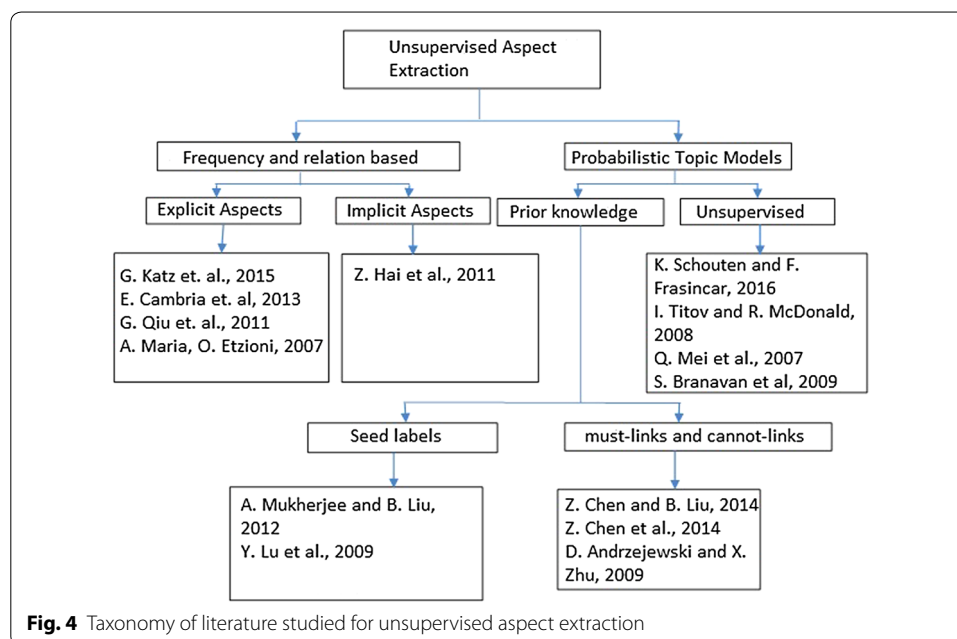 Unsupervised Aspect
Extraction
Frequency and relation based
Probabilistic Topic Models
Explicit Aspects
Implicit Aspects
Prior knowledge
Unsupervised
G. Katz et. al., 2015
E. Cambria et. al, 2013
G. Qiu et. al., 2011
A. Maria, O. Etzioni, 2007
Z. Hai et al., 2011
K. Schouten and F.
Frasincar, 2016
I. Titov and R. McDonald,
2008
Q. Mei et al., 2007
S. Branavan et al, 2009
Seed labels
must-links and cannot-links
A. Mukherjee and B. Liu,
2012
Y. Lu et al., 2009
Z. Chen and B. Liu, 2014
Z. Chen et al., 2014
D. Andrzejewski and X.
Zhu, 2009
Fig. 4 Taxonomy of literature studied for unsupervised aspect extraction